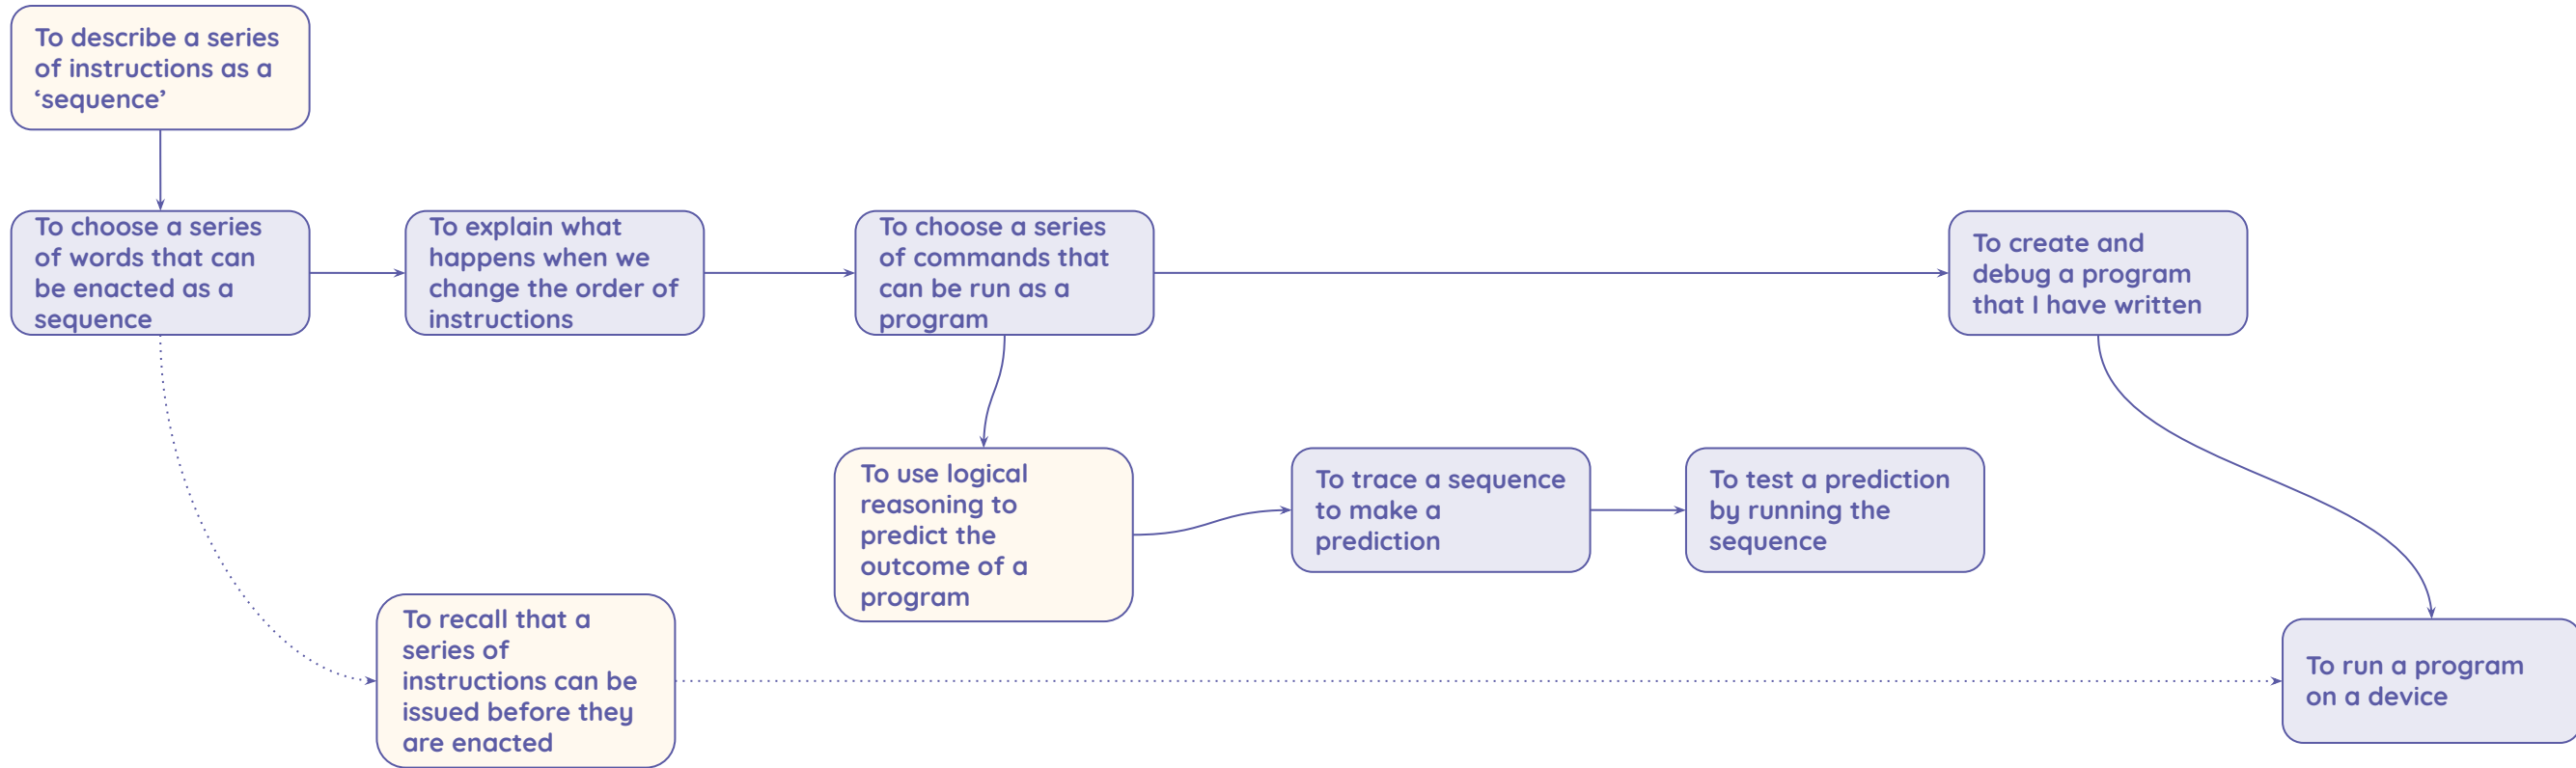 To describe a series
of instructions as a
‘sequence’
To choose a series
of words that can
be enacted as a
sequence
To explain what
happens when we
change the order of
instructions
To choose a series
of commands that
can be run as a
program
To create and
debug a program
that I have written
To use logical
reasoning to
predict the
outcome of a
program
To trace a sequence
to make a
prediction
To test a prediction
by running the
sequence
To recall that a
series of
instructions can be
issued before they
are enacted
To run a program
on a device